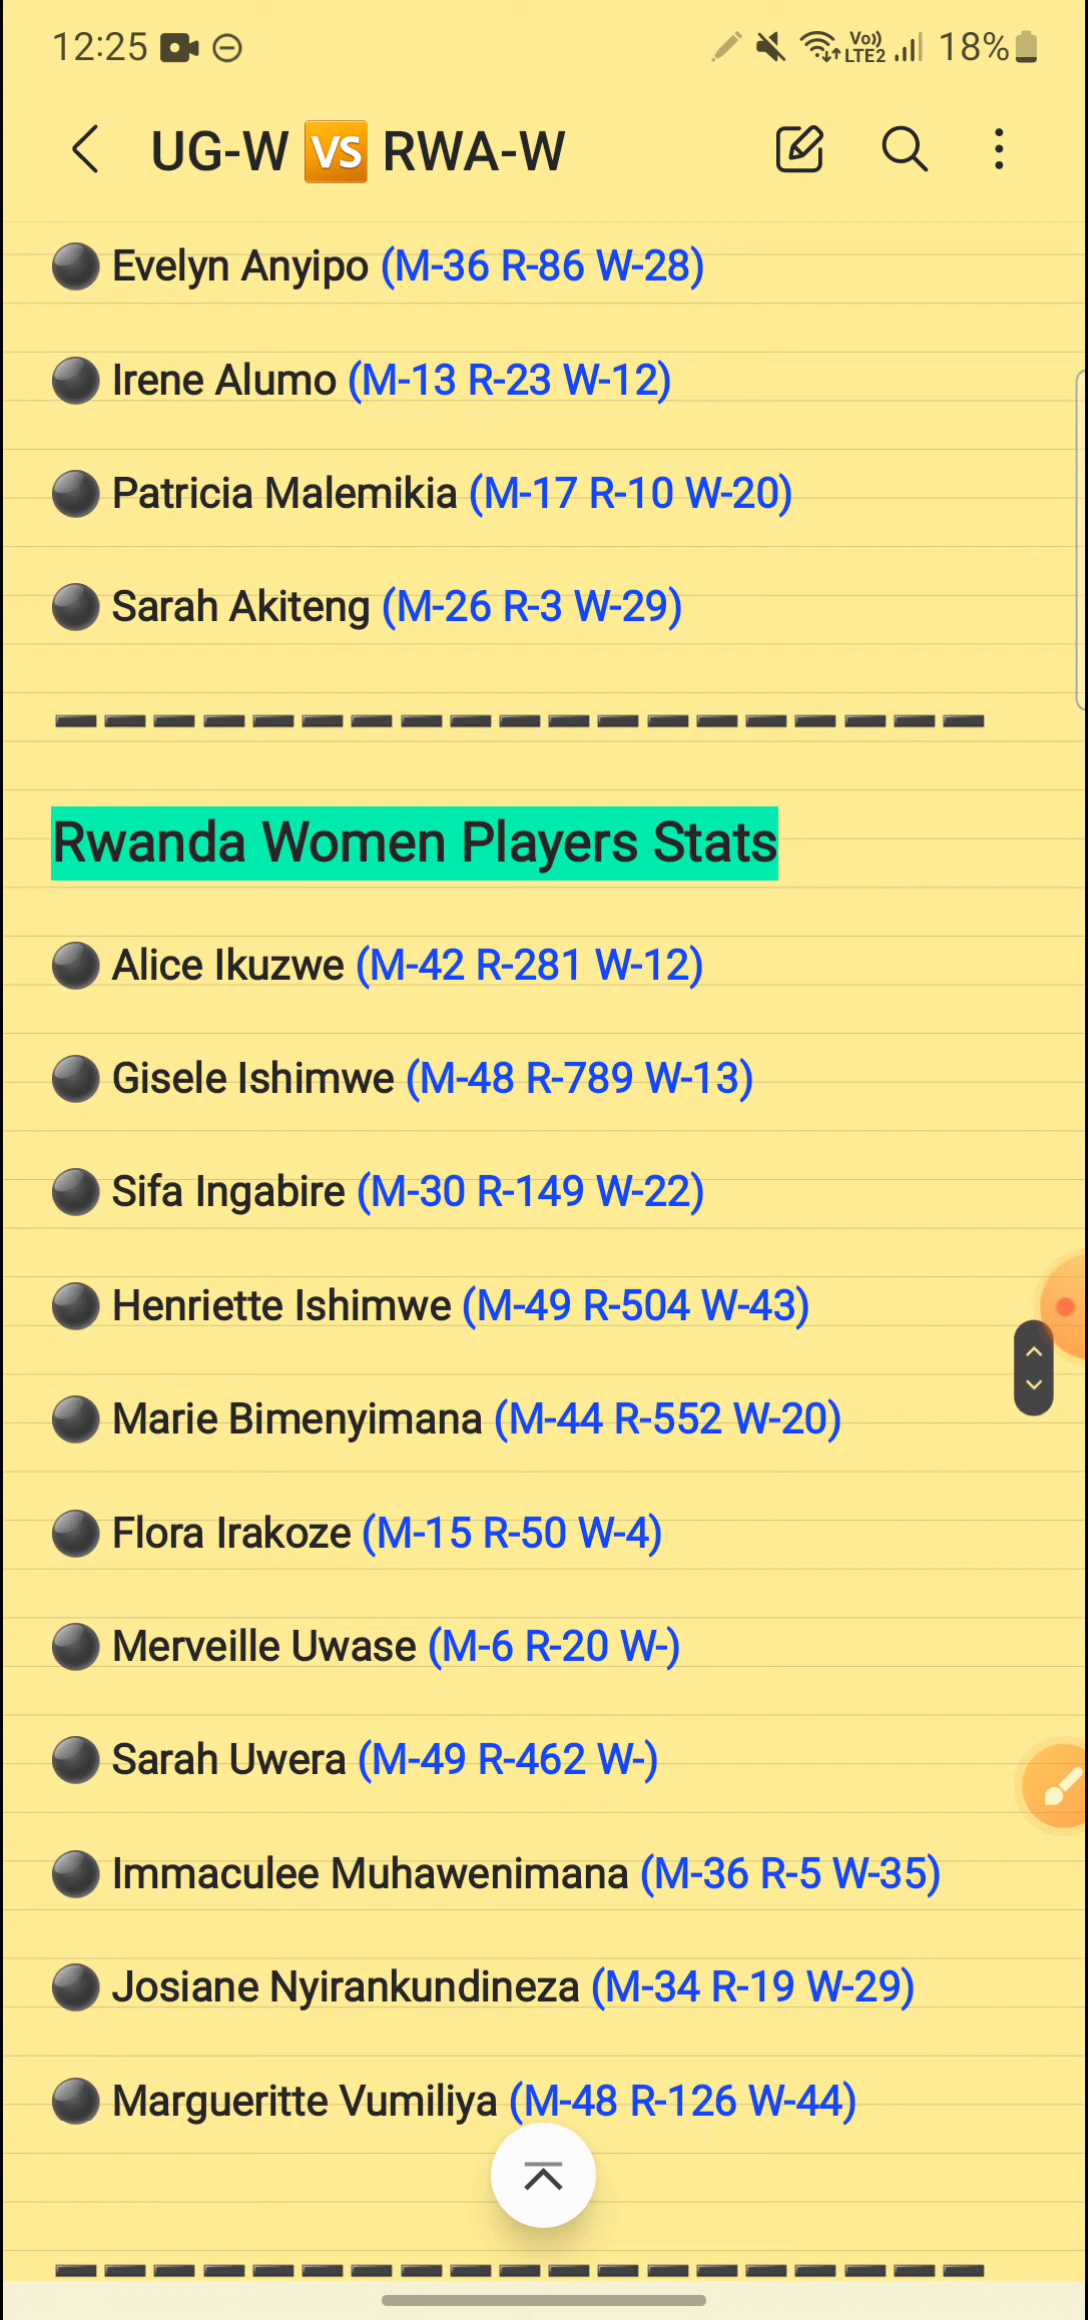 12:25 Vo)) LTE2 18%
UG-W VS RWA-W
Evelyn Anyipo (M-36 R-86 W-28)
Irene Alumo (M-13 R-23 W-12)
Patricia Malemikia (M-17 R-10 W-20)
Sarah Akiteng (M-26 R-3 W-29)
Rwanda Women Players Stats
Alice Ikuzwe (M-42 R-281 W-12)
Gisele Ishimwe (M-48 R-789 W-13)
Sifa Ingabire (M-30 R-149 W-22)
Henriette Ishimwe (M-49 R-504 W-43)
Marie Bimenyimana (M-44 R-552 W-20)
Flora Irakoze (M-15 R-50 W-4)
Merveille Uwase (M-6 R-20 W-)
Sarah Uwera (M-49 R-462 W-)
Immaculee Muhawenimana (M-36 R-5 W-35)
Josiane Nyirankundineza (M-34 R-19 W-29)
Margueritte Vumiliya (M-48 R-126 W-44)